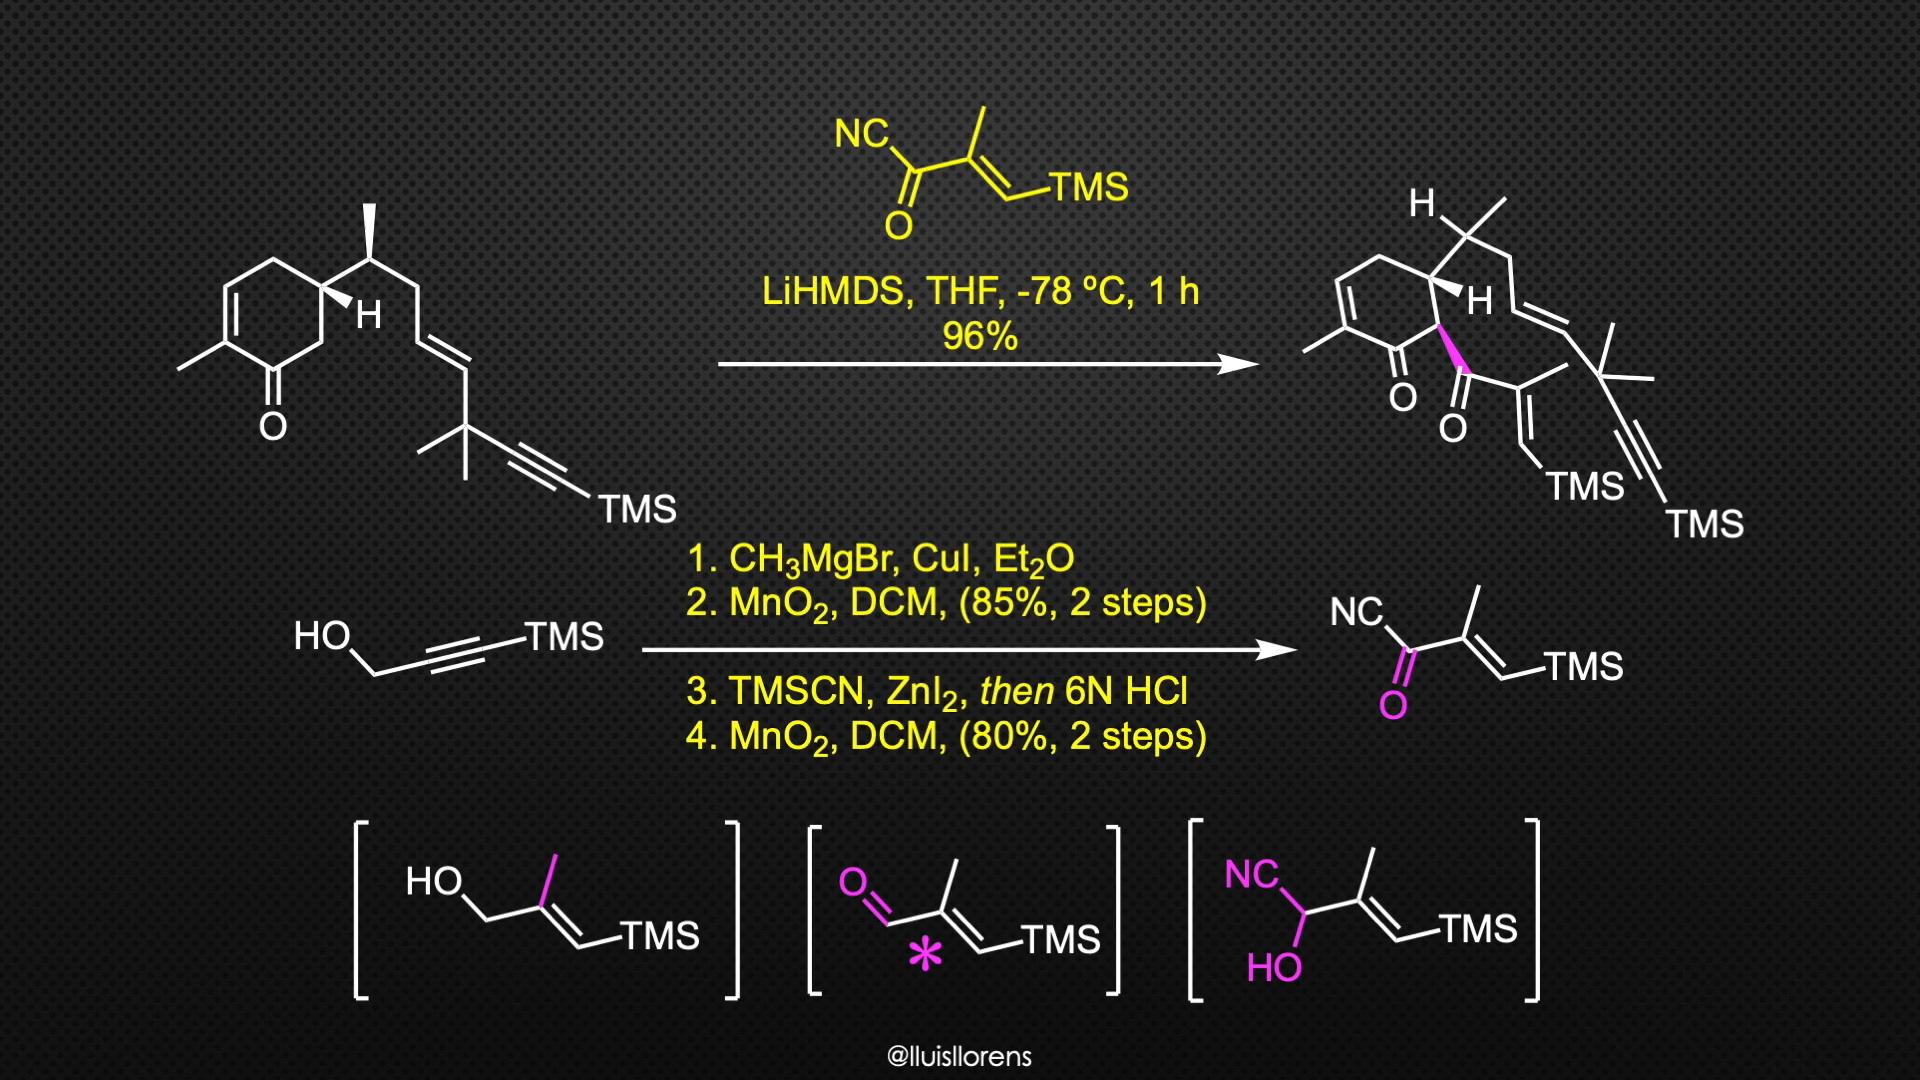 NC
TMS
O
LiHMDS, THF, -78 ºC, 1 h
96%
H
O
TMS
H
H
O
O
TMS
TMS
1. CH₃MgBr, CuI, Et₂O
2. MnO₂, DCM, (85%, 2 steps)
HO
TMS
3. TMSCN, ZnI₂, then 6N HCl
4. MnO₂, DCM, (80%, 2 steps)
NC
TMS
O
HO
TMS
O
*
TMS
NC
TMS
HO
@lluisllorens